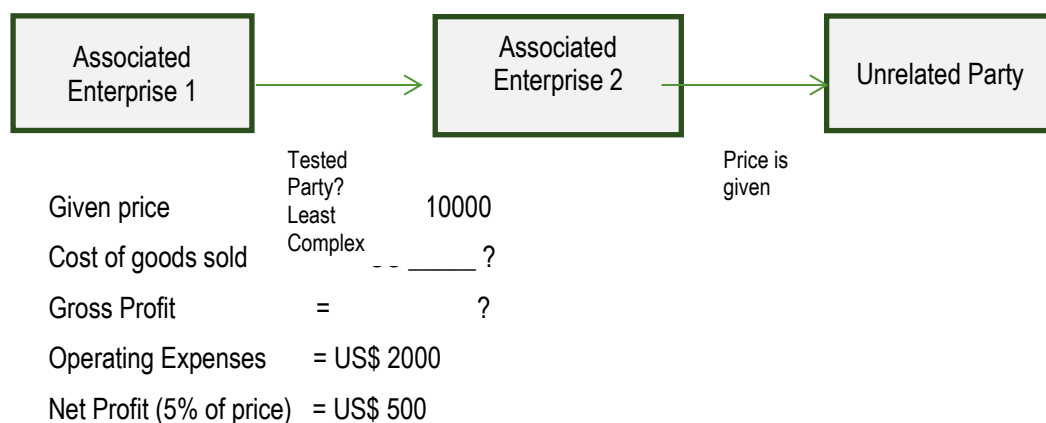 Associated
Enterprise 1
Associated
Enterprise 2
Unrelated Party
Tested
Party?
Least
Complex
Price is
given
Given price 10000
Cost of goods sold _____ ?
Gross Profit = ?
Operating Expenses = US$ 2000
Net Profit (5% of price) = US$ 500